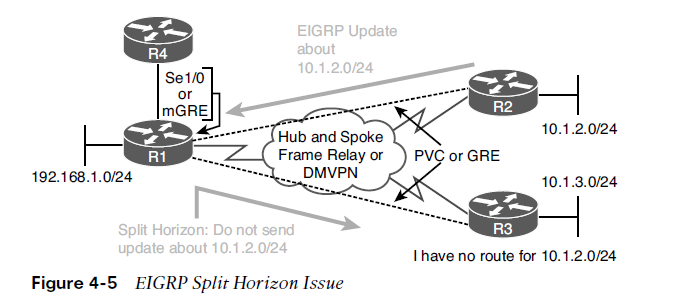 EIGRP Update
about
10.1.2.0/24
R4
Se1/0
or
mGRE
R2
10.1.2.0/24
Hub and Spoke
Frame Relay or
DMVPN
PVC or GRE
R1
192.168.1.0/24
10.1.3.0/24
R3
Split Horizon: Do not send
update about 10.1.2.0/24
I have no route for 10.1.2.0/24
Figure 4-5 EIGRP Split Horizon Issue